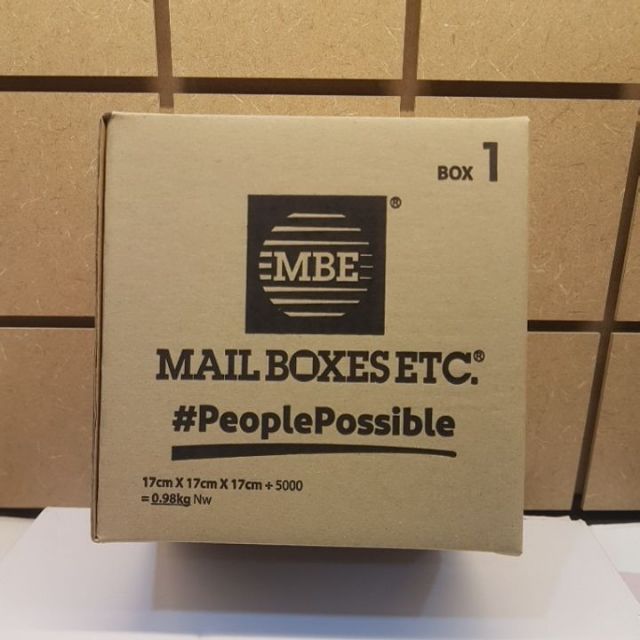 BOX 1
MBE®
MAIL BOXES ETC.®
#PeoplePossible
17cm X 17cm X 17cm ÷ 5000
= 0.98kg Nw